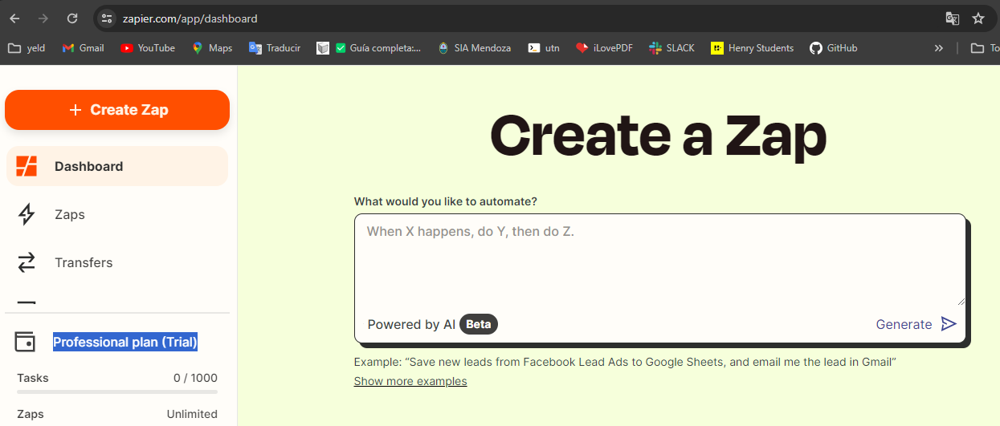 zapier.com/app/dashboard
yeld Gmail YouTube Maps Traducir Guía completa:... SIA Mendoza utn iLovePDF SLACK Henry Students GitHub » To
+ Create Zap
Dashboard
Zaps
Transfers
Professional plan (Trial)
Tasks 0 / 1000
Zaps Unlimited
Create a Zap
What would you like to automate?
When X happens, do Y, then do Z.
Powered by AI Beta
Generate
Example: “Save new leads from Facebook Lead Ads to Google Sheets, and email me the lead in Gmail”
Show more examples